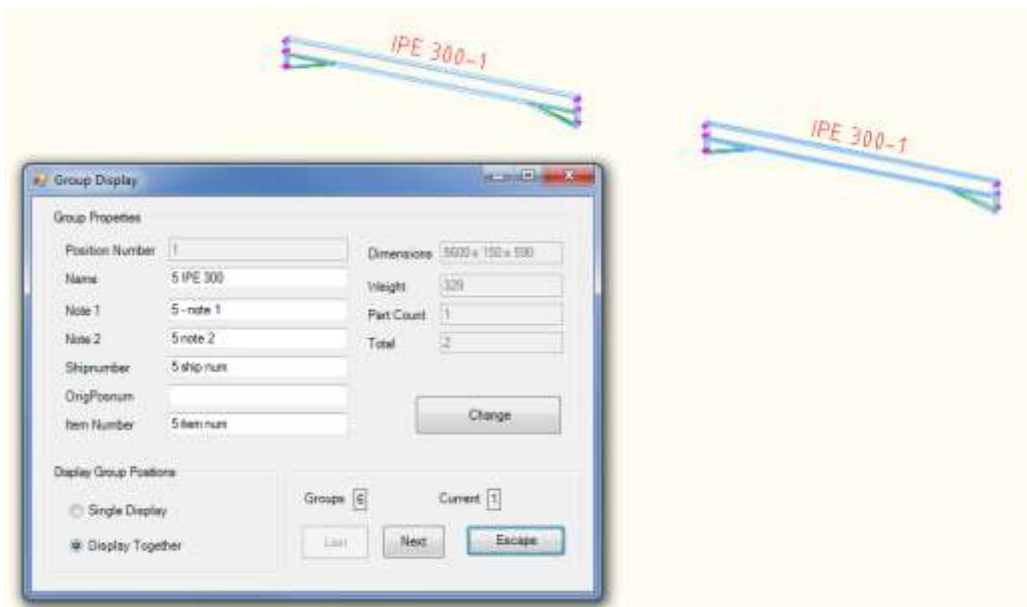 IPE 300-1
IPE 300-1
Group Display
Group Properties
Position Number 1
Name 5 IPE 300
Note 1 5 - note 1
Note 2 5 note 2
Shipnumber 5 ship num
OrigPosnum
Item Number 5 item num
Dimensions
Weight 329
Part Count 1
Total 2
Change
Display Group Positions
Single Display
Display Together
Groups 6 Current 1
Last Next Escape